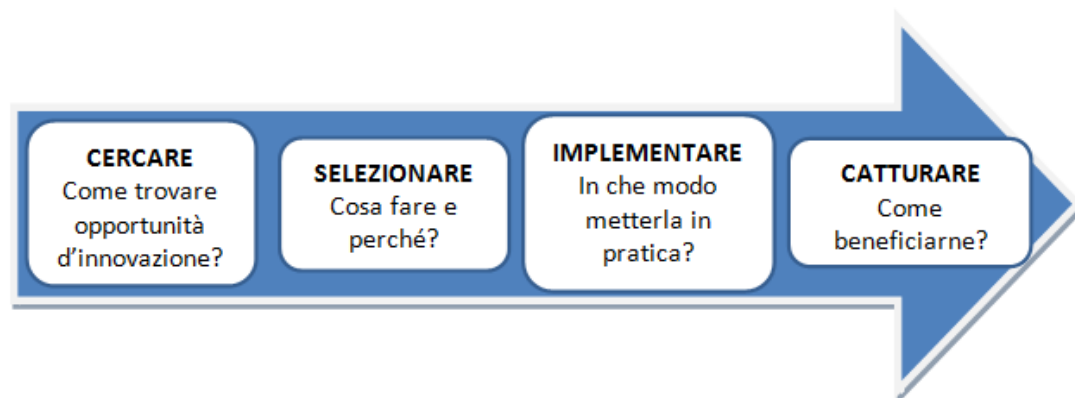 CERCARE
Come trovare
opportunità
d’innovazione?
SELEZIONARE
Cosa fare e
perché?
IMPLEMENTARE
In che modo
metterla in
pratica?
CATTURARE
Come
beneficiarne?